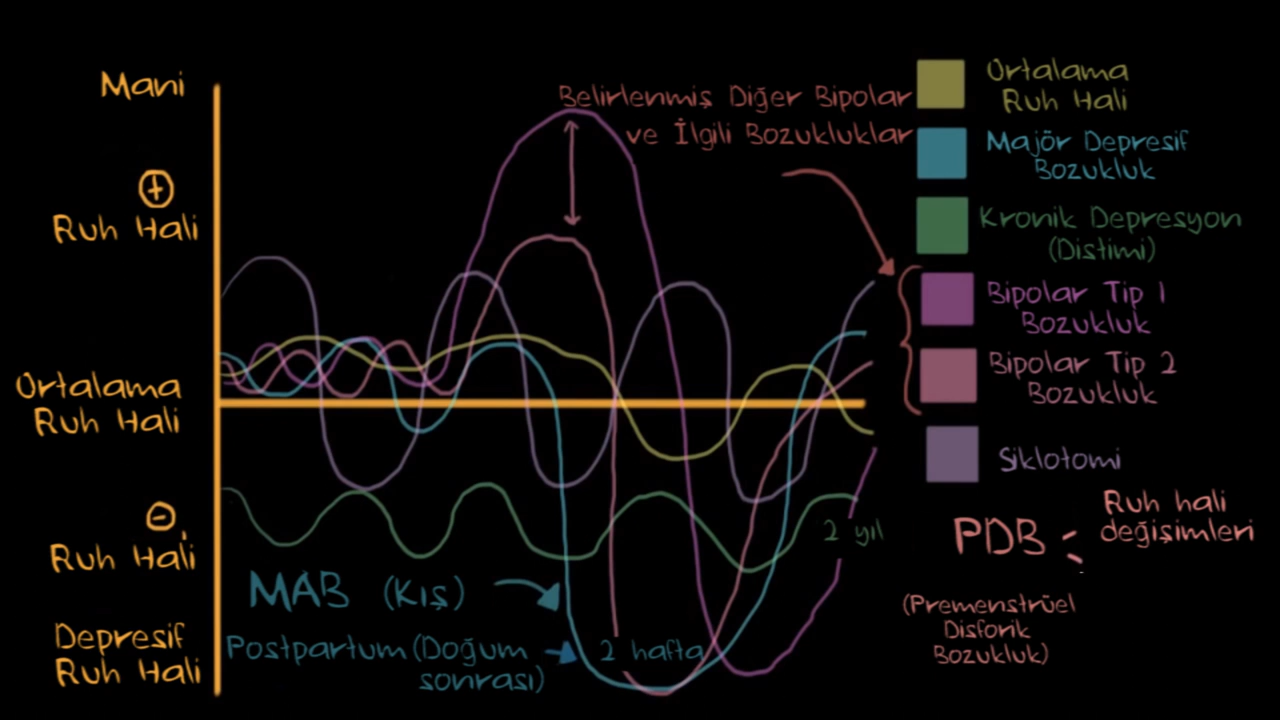 Mani
+
Ruh Hali
Ortalama
Ruh Hali
-
Ruh Hali
Depresif
Ruh Hali
Belirlenmiş Diğer Bipolar
ve İlgili Bozukluklar
MAB (Kış)
Postpartum (Doğum
sonrası)
2 hafta
2 yıl
Ortalama
Ruh Hali
Majör Depresif
Bozukluk
Kronik Depresyon
(Distimi)
Bipolar Tip 1
Bozukluk
Bipolar Tip 2
Bozukluk
Siklotomi
PDB :
Ruh hali
değişimleri
(Premenstrüel
Disforik
Bozukluk)